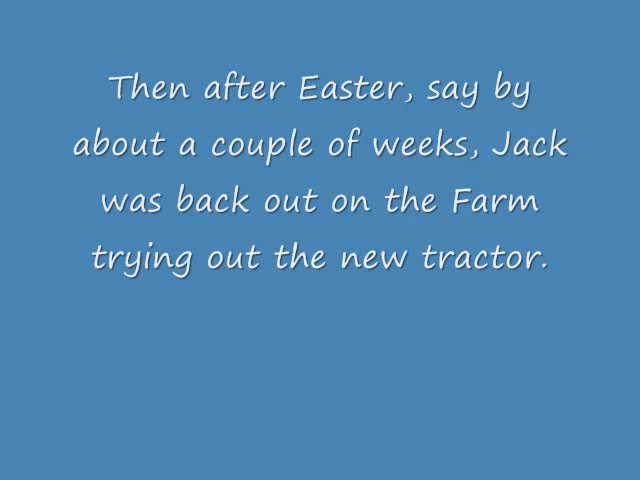 Then after Easter, say by
about a couple of weeks, Jack
was back out on the Farm
trying out the new tractor.